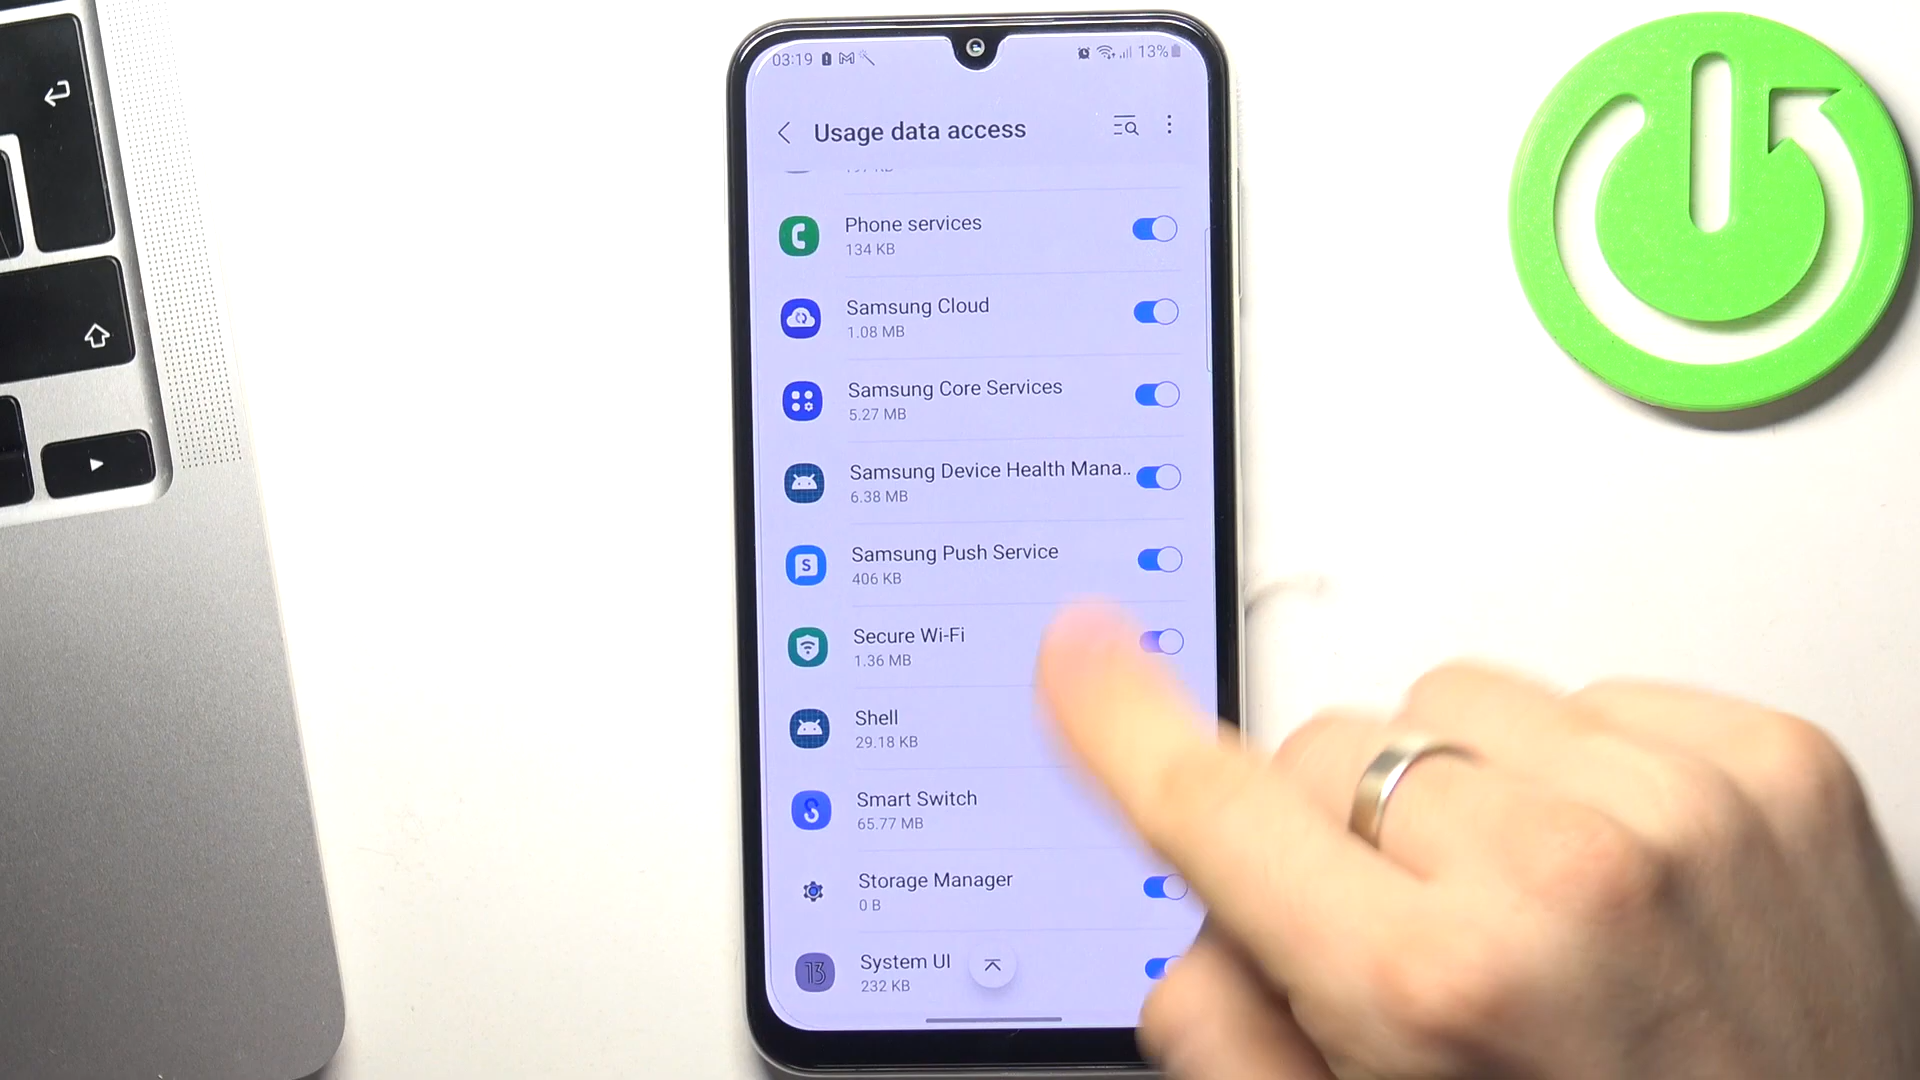 03:19
13%
Usage data access
Phone services
134 KB
Samsung Cloud
1.08 MB
Samsung Core Services
5.27 MB
Samsung Device Health Mana..
6.38 MB
Samsung Push Service
406 KB
Secure Wi-Fi
1.36 MB
Shell
29.18 KB
Smart Switch
65.77 MB
Storage Manager
0 B
System UI
232 KB